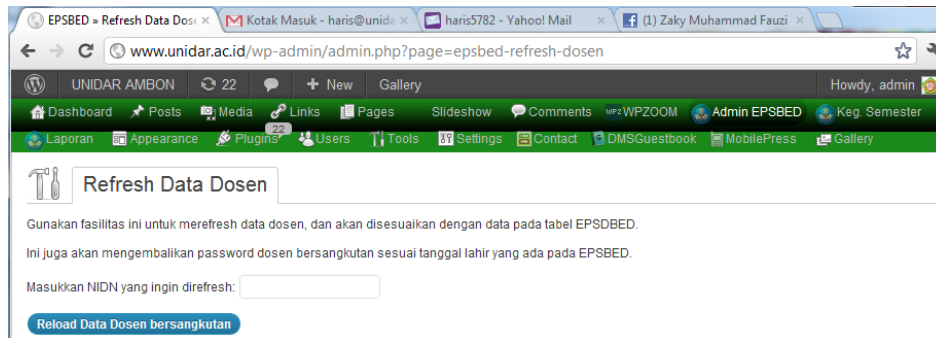 EPSBED » Refresh Data Dose
Kotak Masuk - haris@unida
haris5782 - Yahoo! Mail
(1) Zaky Muhammad Fauzi
www.unidar.ac.id/wp-admin/admin.php?page=epsbed-refresh-dosen
UNIDAR AMBON 22 + New Gallery Howdy, admin
Dashboard Posts Media Links Pages Slideshow Comments WPZ WPZOOM Admin EPSBED Keg. Semester
Laporan Appearance Plugins 22 Users Tools Settings Contact DMSGuestbook MobilePress Gallery
Refresh Data Dosen
Gunakan fasilitas ini untuk merefresh data dosen, dan akan disesuaikan dengan data pada tabel EPSDBED.
Ini juga akan mengembalikan password dosen bersangkutan sesuai tanggal lahir yang ada pada EPSBED.
Masukkan NIDN yang ingin direfresh:
Reload Data Dosen bersangkutan